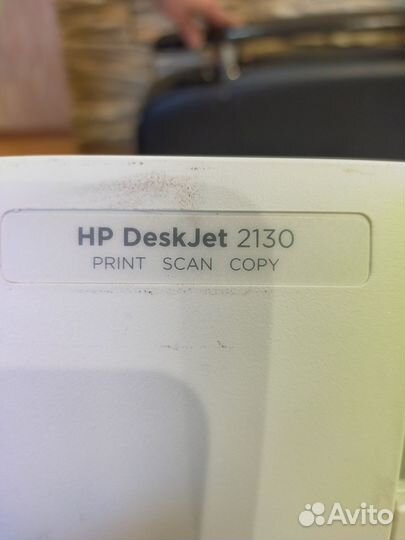 HP DeskJet 2130
PRINT SCAN COPY
Avito